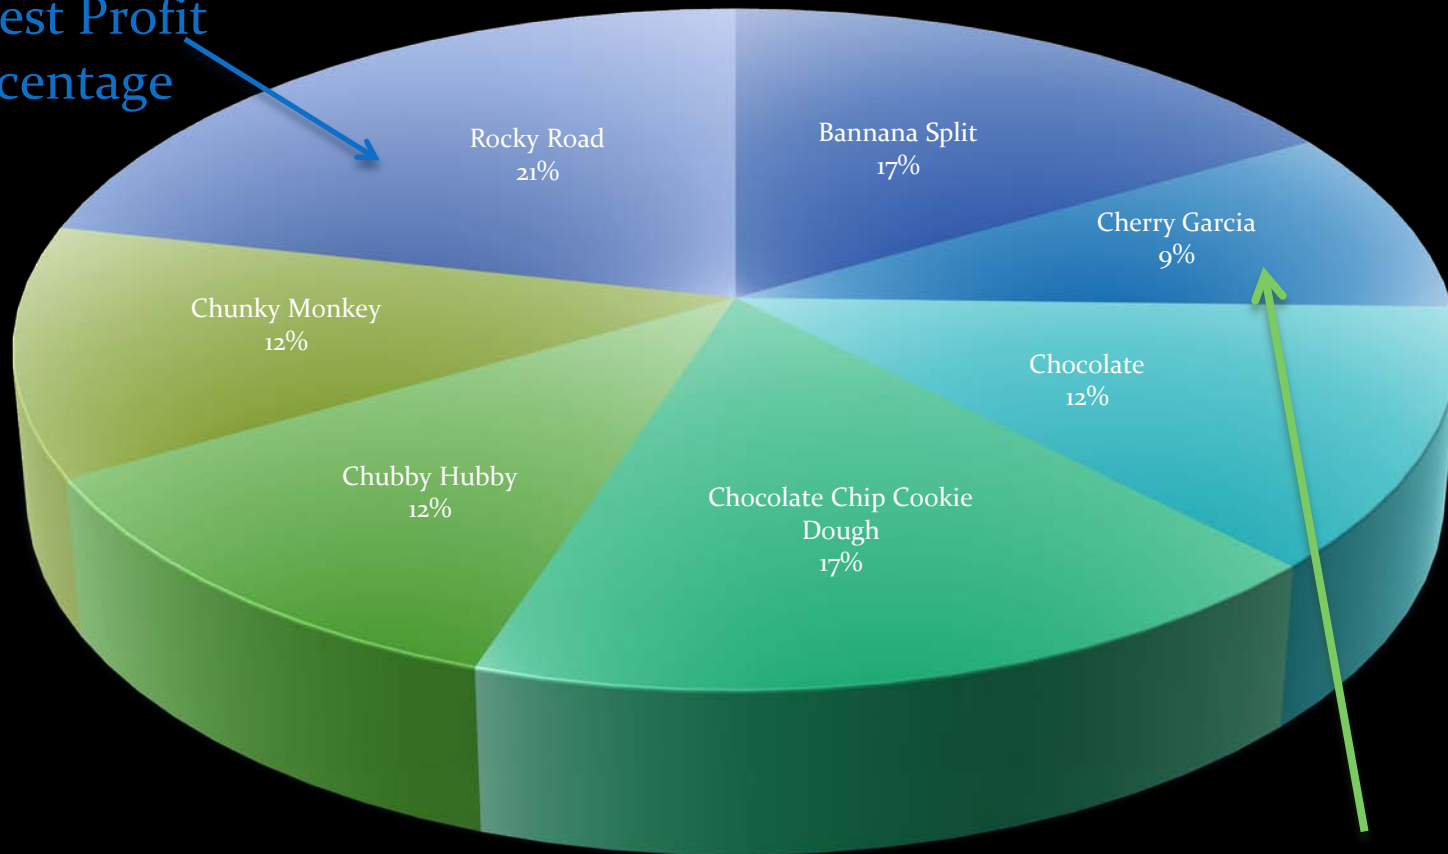 est Profit
centage
Rocky Road
21%
Bannana Split
17%
Cherry Garcia
9%
Chunky Monkey
12%
Chocolate
12%
Chubby Hubby
12%
Chocolate Chip Cookie
Dough
17%